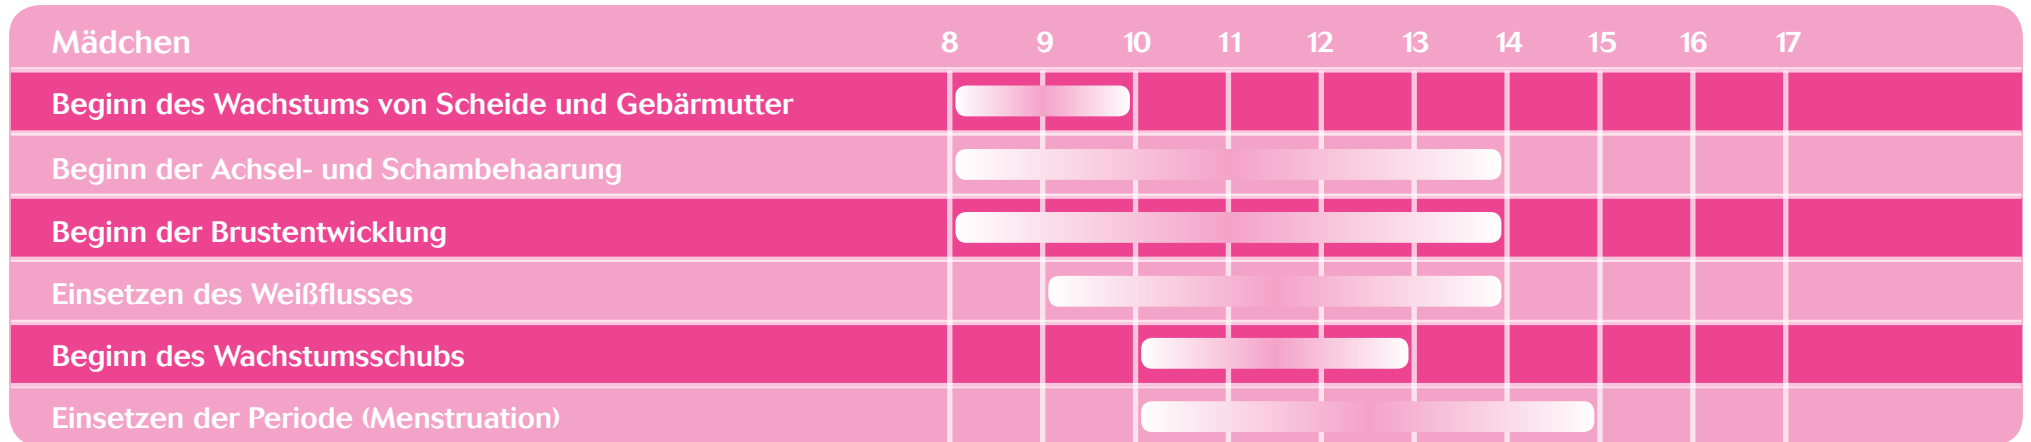 Mädchen 8 9 10 11 12 13 14 15 16 17
Beginn des Wachstums von Scheide und Gebärmutter
Beginn der Achsel- und Schambehaarung
Beginn der Brustentwicklung
Einsetzen des Weißflusses
Beginn des Wachstumsschubs
Einsetzen der Periode (Menstruation)